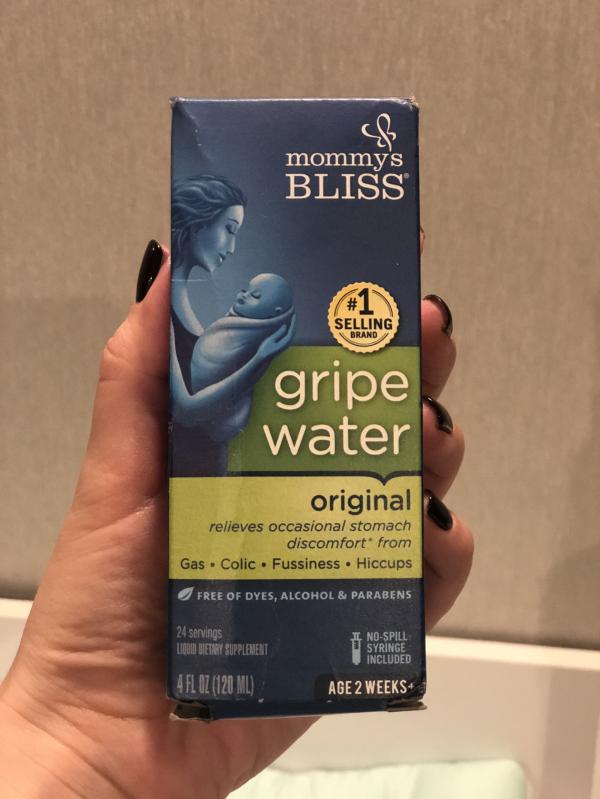 mommy's
BLISS®
#1
SELLING
BRAND
gripe
water
original
relieves occasional stomach
discomfort* from
Gas • Colic • Fussiness • Hiccups
FREE OF DYES, ALCOHOL & PARABENS
24 servings
LIQUID DIETARY SUPPLEMENT
4 FL OZ (120 ML)
NO-SPILL
SYRINGE
INCLUDED
AGE 2 WEEKS+